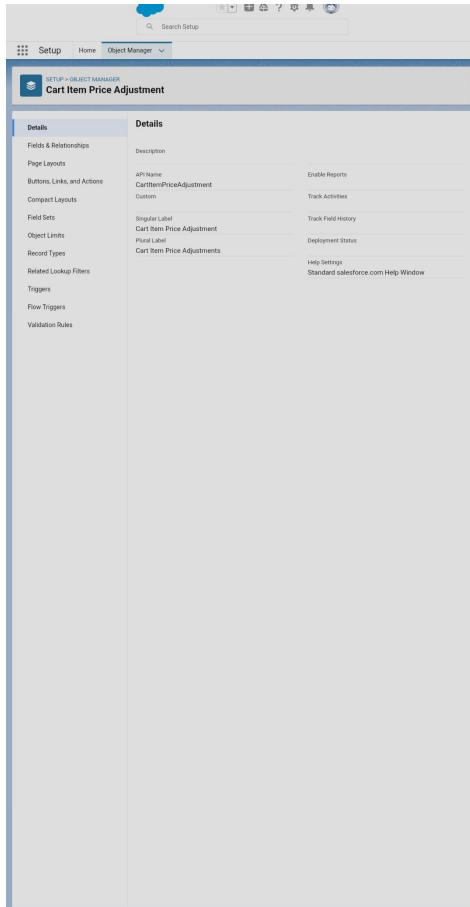 Search Setup
Setup
Home
Object Manager
SETUP > OBJECT MANAGER
Cart Item Price Adjustment
Details
Fields & Relationships
Page Layouts
Buttons, Links, and Actions
Compact Layouts
Field Sets
Object Limits
Record Types
Related Lookup Filters
Triggers
Flow Triggers
Validation Rules
Details
Description
API Name
CartItemPriceAdjustment
Custom
Singular Label
Cart Item Price Adjustment
Plural Label
Cart Item Price Adjustments
Enable Reports
Track Activities
Track Field History
Deployment Status
Help Settings
Standard salesforce.com Help Window